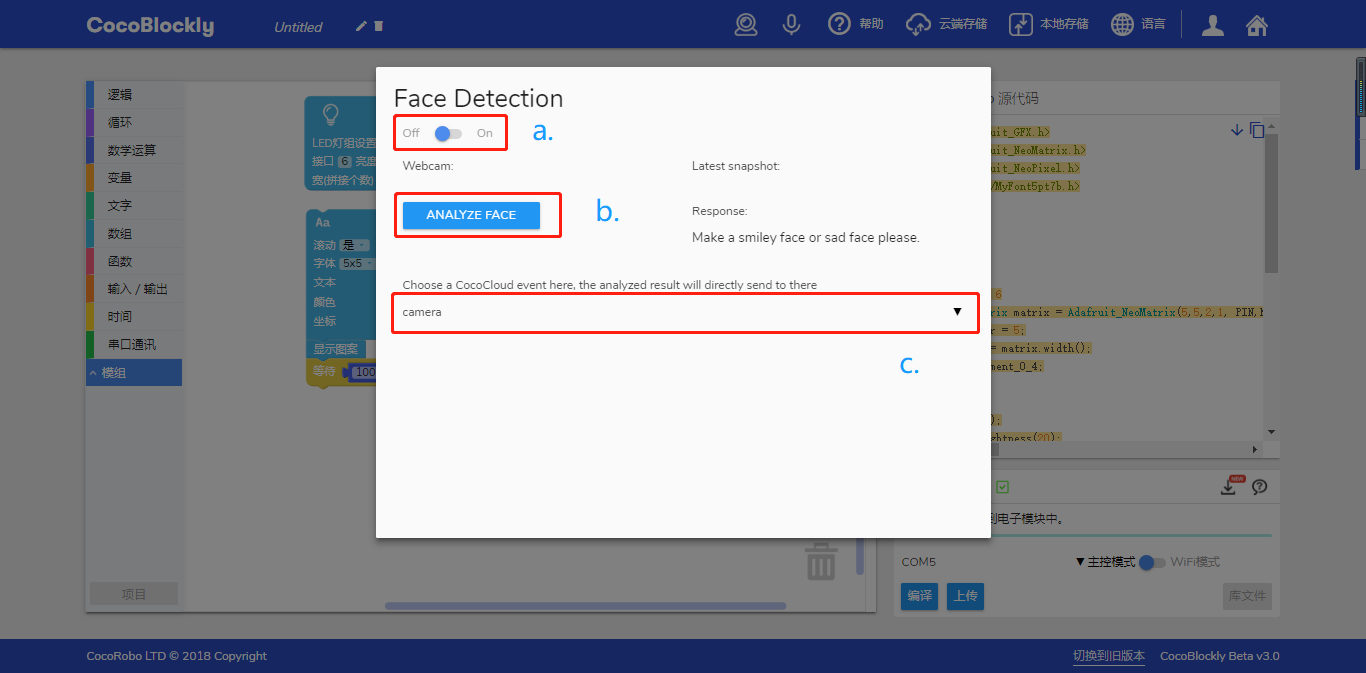 CocoBlockly
Untitled
帮助
云端存储
本地存储
语言
逻辑
循环
数学运算
变量
文字
数组
函数
输入 / 输出
时间
串口通讯
模组
项目
LED灯组设置
接口 6 亮度
宽(拼接个数)
Aa
滚动 是
字体 5x5
文本
颜色
坐标
显示图案
等待 100
Face Detection
Off On
a.
Webcam:
Latest snapshot:
ANALYZE FACE
b.
Response:
Make a smiley face or sad face please.
Choose a CocoCloud event here, the analyzed result will directly send to there
camera ▼
c.
源代码
uit_GFX.h>
uit_NeoMatrix.h>
uit_NeoPixel.h>
/MyFont5pt7b.h>
6
rix matrix = Adafruit_NeoMatrix(5,5,2,1, PIN,
r = 5;
= matrix.width();
ment_0_4;
);
ghtness(20);
NEW
到电子模块中。
COM5
▼ 主控模式 WiFi模式
编译
上传
库文件
CocoRobo LTD © 2018 Copyright
切换到旧版本
CocoBlockly Beta v3.0